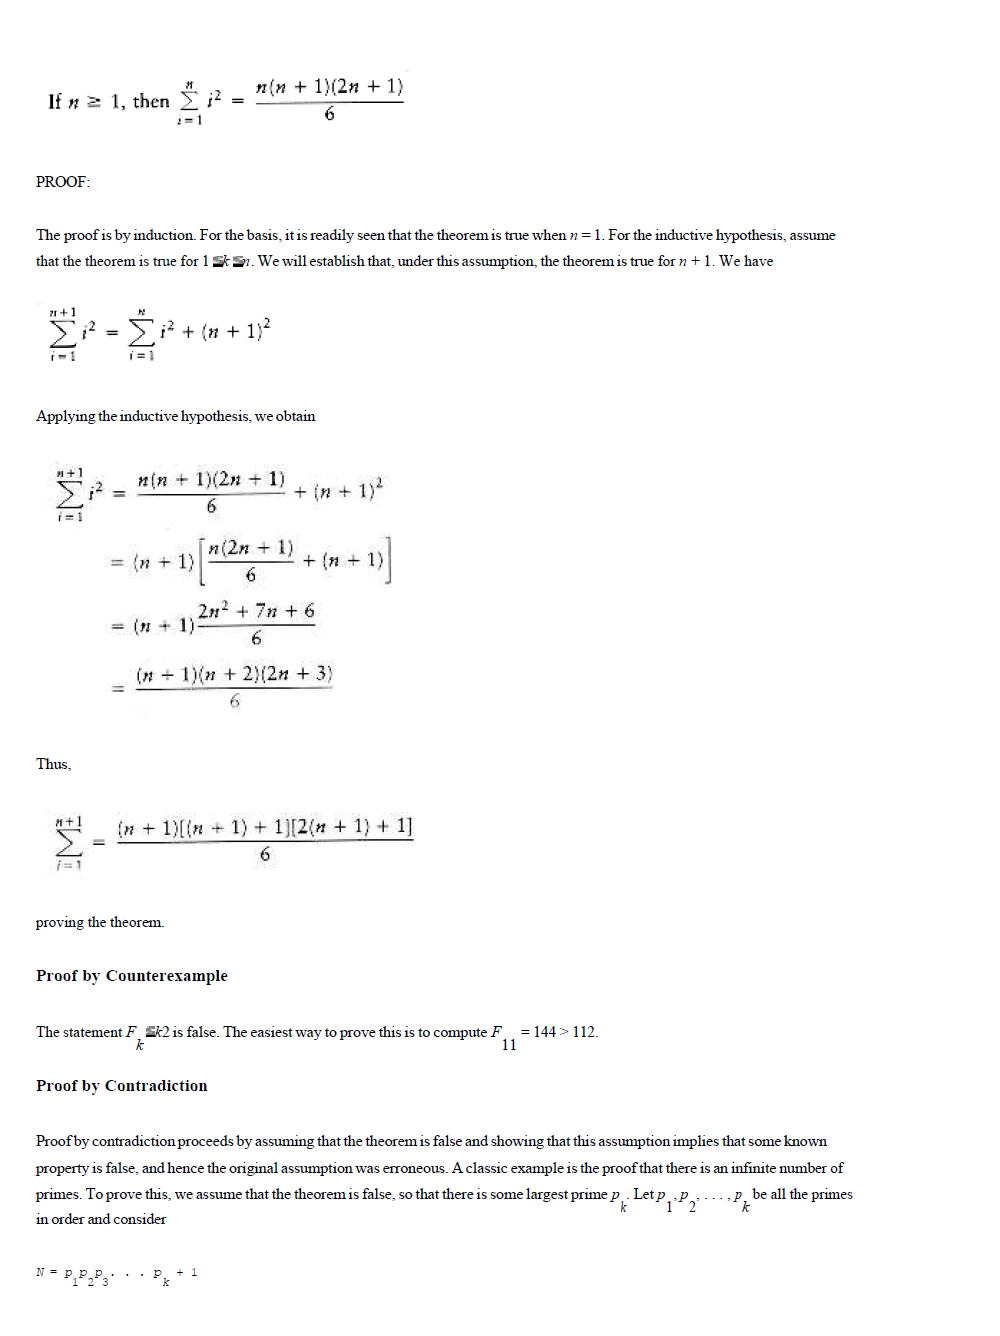 If n ≥ 1, then \sum_{i=1}^{n} i^2 = \frac{n(n + 1)(2n + 1)}{6}
PROOF:
The proof is by induction. For the basis, it is readily seen that the theorem is true when n = 1. For the inductive hypothesis, assume
that the theorem is true for 1 ≤ k ≤ n. We will establish that, under this assumption, the theorem is true for n + 1. We have
\sum_{i=1}^{n+1} i^2 = \sum_{i=1}^{n} i^2 + (n + 1)^2
Applying the inductive hypothesis, we obtain
\sum_{i=1}^{n+1} i^2 = \frac{n(n + 1)(2n + 1)}{6} + (n + 1)^2
= (n + 1) [\frac{n(2n + 1)}{6} + (n + 1)]
= (n + 1) \frac{2n^2 + 7n + 6}{6}
= \frac{(n + 1)(n + 2)(2n + 3)}{6}
Thus,
\sum_{i=1}^{n+1} = \frac{(n + 1)[(n + 1) + 1][2(n + 1) + 1]}{6}
proving the theorem.
Proof by Counterexample
The statement F_k ≤ k2 is false. The easiest way to prove this is to compute F_{11} = 144 > 112.
Proof by Contradiction
Proof by contradiction proceeds by assuming that the theorem is false and showing that this assumption implies that some known
property is false, and hence the original assumption was erroneous. A classic example is the proof that there is an infinite number of
primes. To prove this, we assume that the theorem is false, so that there is some largest prime p_k. Let p_1, p_2, . . . , p_k be all the primes
in order and consider
N = p_1p_2p_3. . . p_k + 1